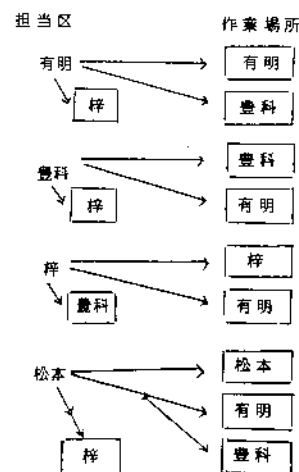 担当区 作業場所
有明 有明
梓 豊科
豊科 豊科
梓 有明
梓 梓
豊科 有明
松本 松本
有明
梓 豊科